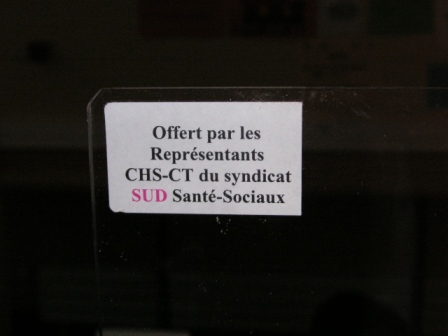 Offert par les
Représentants
CHS-CT du syndicat
SUD Santé-Sociaux